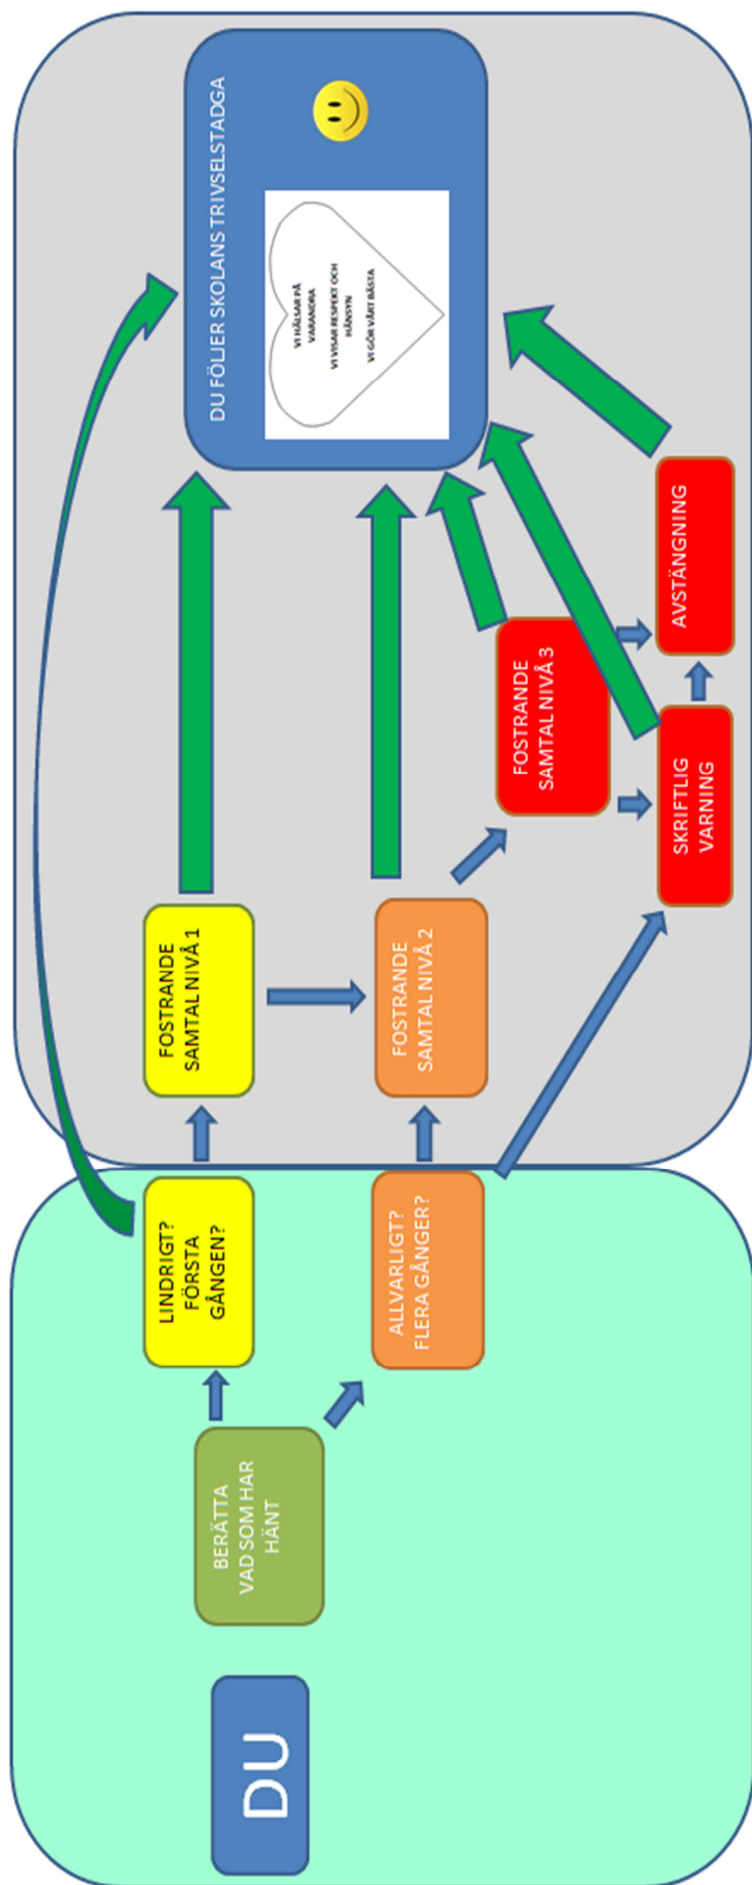 DU
BERÄTTA
VAD SOM HAR
HÄNT
LINDRIGT?
FÖRSTA
GÅNGEN?
ALLVARLIGT?
FLERA GÅNGER?
FOSTRANDE
SAMTAL NIVÅ 1
FOSTRANDE
SAMTAL NIVÅ 2
FOSTRANDE
SAMTAL NIVÅ 3
SKRIFTLIG
VARNING
AVSTÄNGNING
DU FÖLJER SKOLANS TRIVSELSTADGA
VI HÄLSAR PÅ
VARANDRA
VI VISAR RESPEKT OCH
HÄNSYN
VI GÖR VÅRT BÄSTA